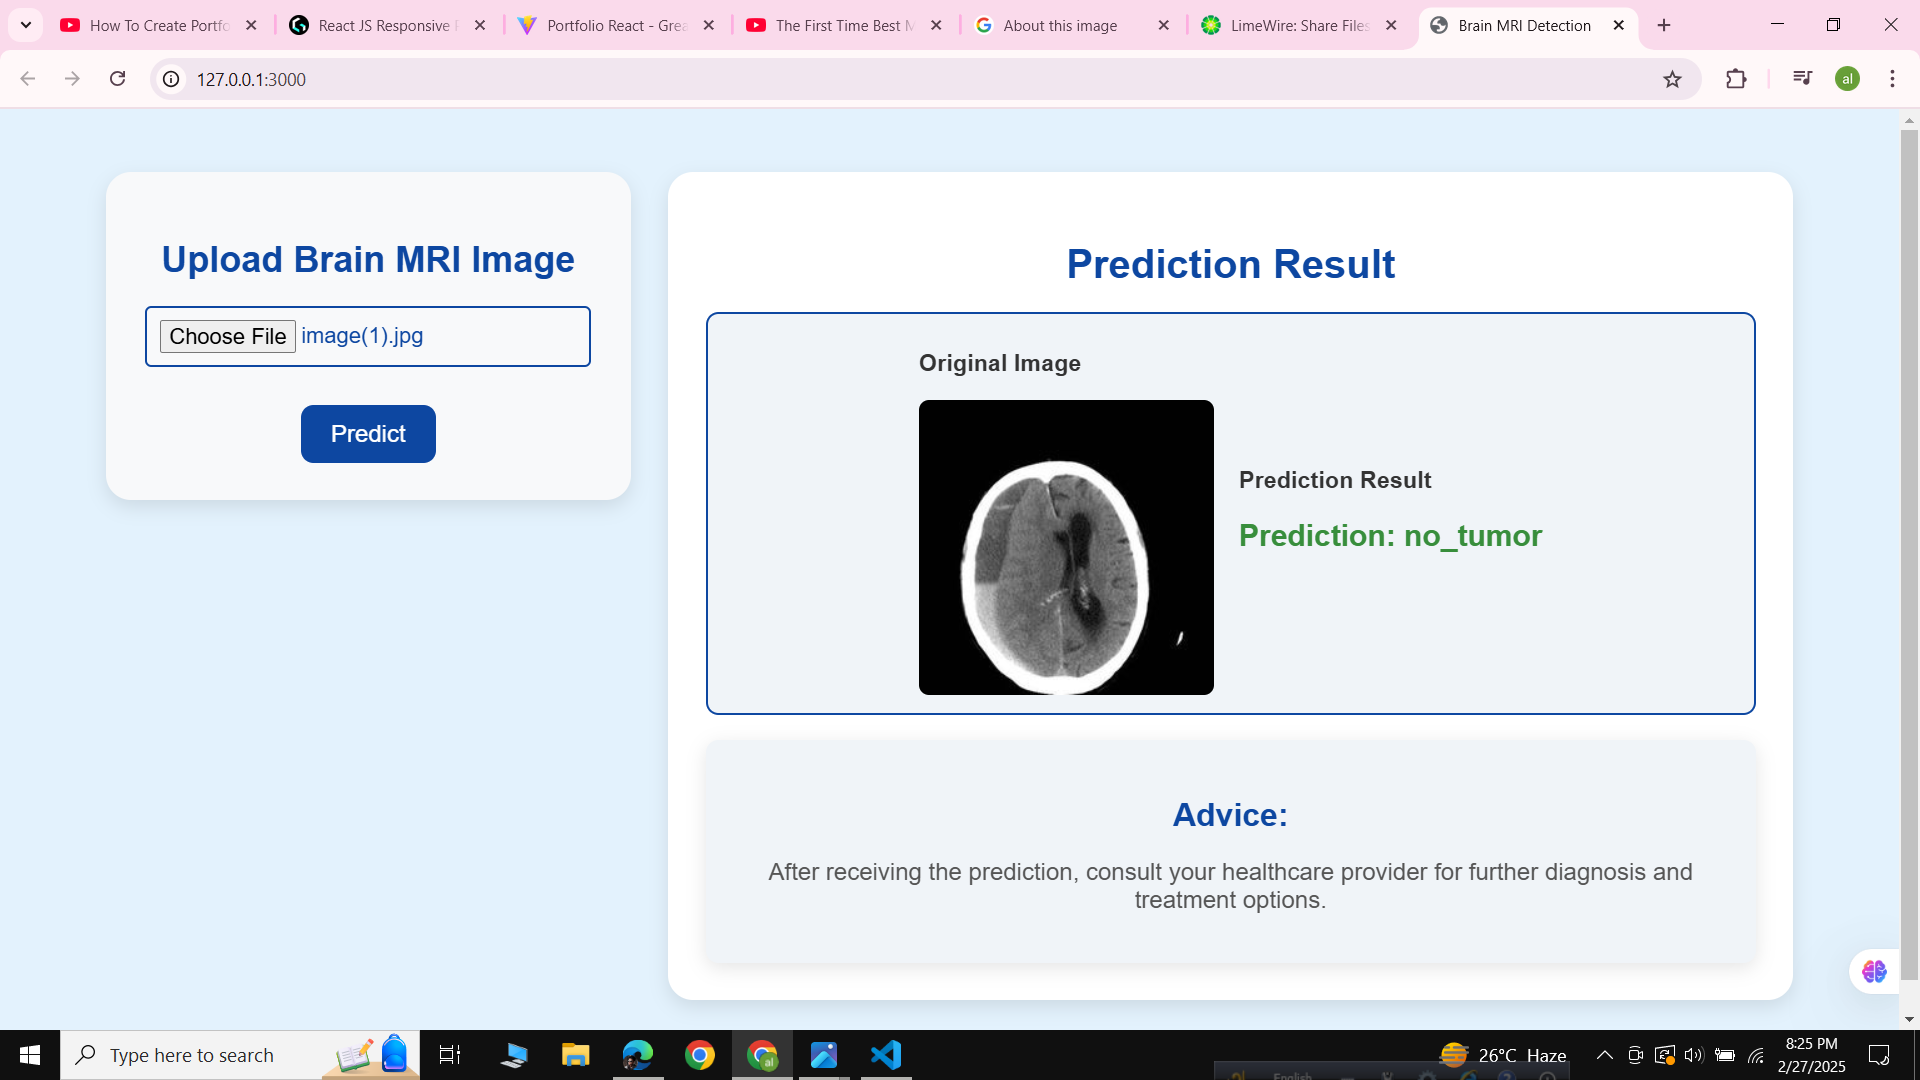 How To Create Portfo
React JS Responsive P
Portfolio React - Grea
The First Time Best M
About this image
LimeWire: Share Files
Brain MRI Detection
127.0.0.1:3000
al
Upload Brain MRI Image
Choose File image(1).jpg
Predict
Prediction Result
Original Image
Prediction Result
Prediction: no_tumor
Advice:
After receiving the prediction, consult your healthcare provider for further diagnosis and
treatment options.
Type here to search
26°C Haze
8:25 PM
2/27/2025
English